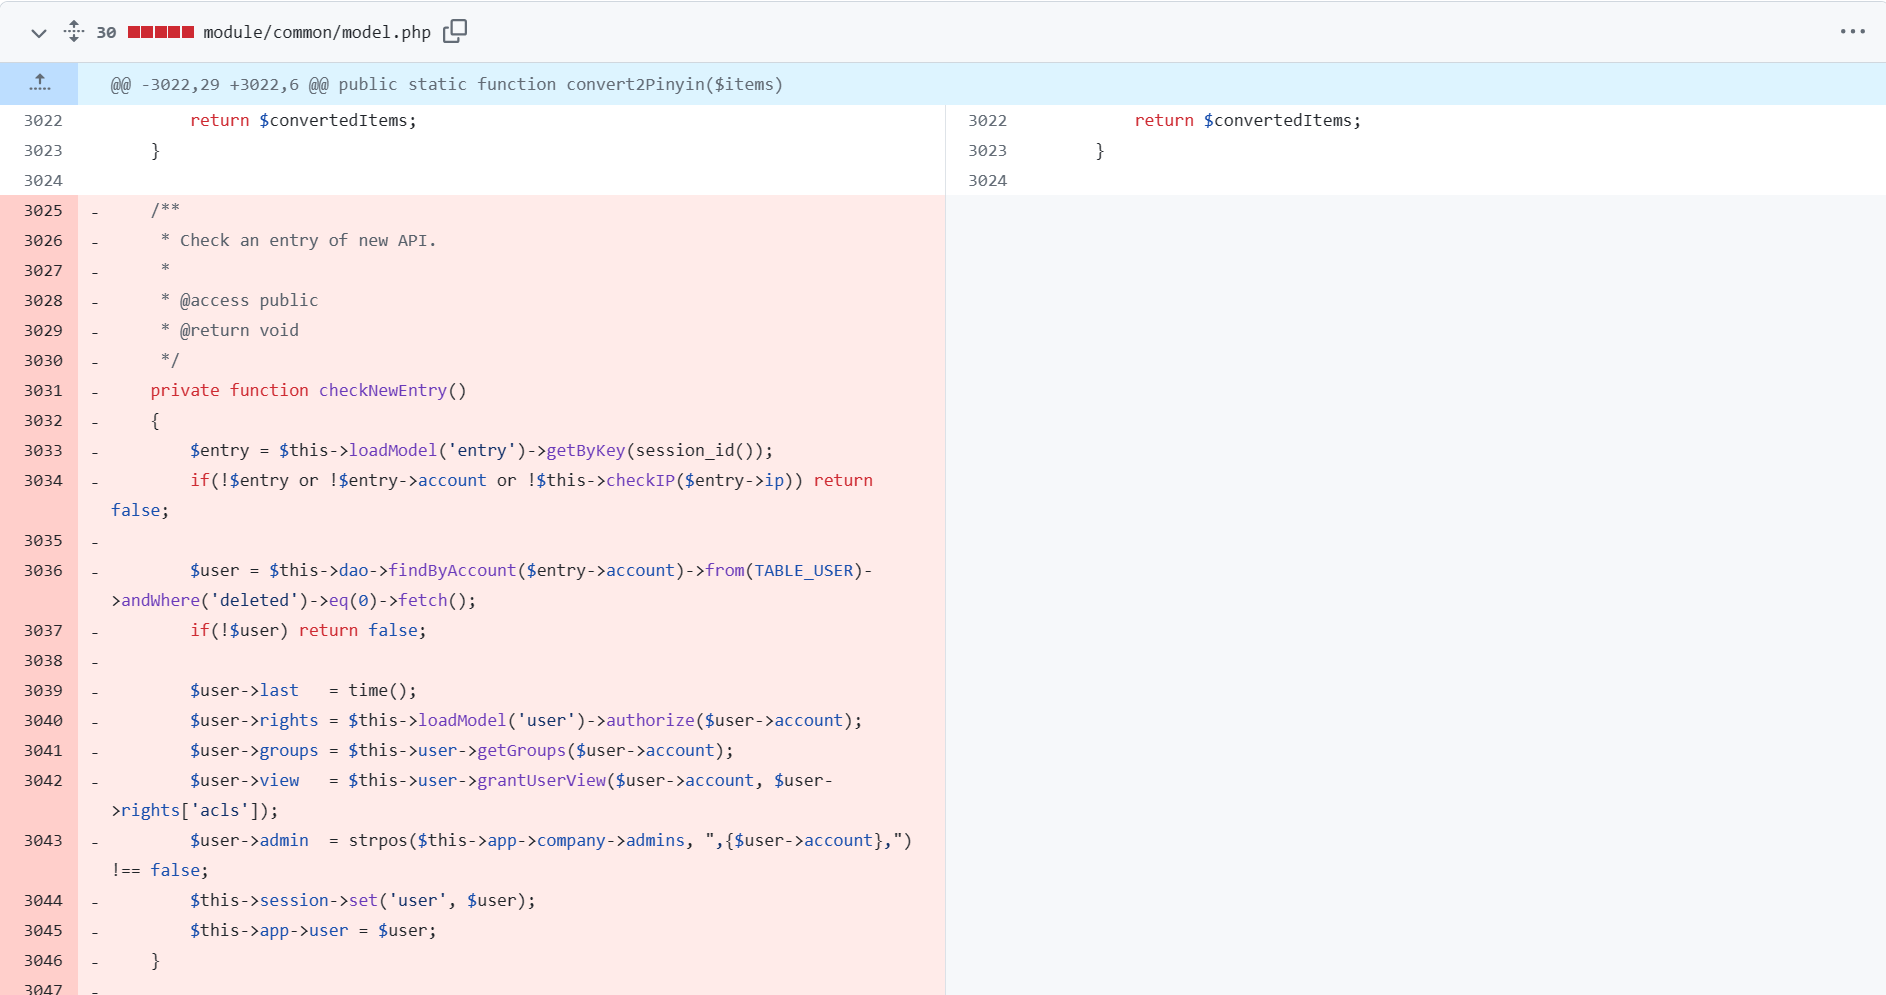 30 module/common/model.php
@@ -3022,29 +3022,6 @@ public static function convert2Pinyin($items)
3022 return $convertedItems; 3022 return $convertedItems;
3023 } 3023 }
3024 3024
3025 - /**
3026 - * Check an entry of new API.
3027 - *
3028 - * @access public
3029 - * @return void
3030 - */
3031 - private function checkNewEntry()
3032 - {
3033 - $entry = $this->loadModel('entry')->getByKey(session_id());
3034 - if(!$entry or !$entry->account or !$this->checkIP($entry->ip)) return
false;
3035 -
3036 - $user = $this->dao->findByAccount($entry->account)->from(TABLE_USER)-
>andWhere('deleted')->eq(0)->fetch();
3037 - if(!$user) return false;
3038 -
3039 - $user->last = time();
3040 - $user->rights = $this->loadModel('user')->authorize($user->account);
3041 - $user->groups = $this->user->getGroups($user->account);
3042 - $user->view = $this->user->grantUserView($user->account, $user-
>rights['acls']);
3043 - $user->admin = strpos($this->app->company->admins, ",{$user->account},")
!== false;
3044 - $this->session->set('user', $user);
3045 - $this->app->user = $user;
3046 - }
3047 -